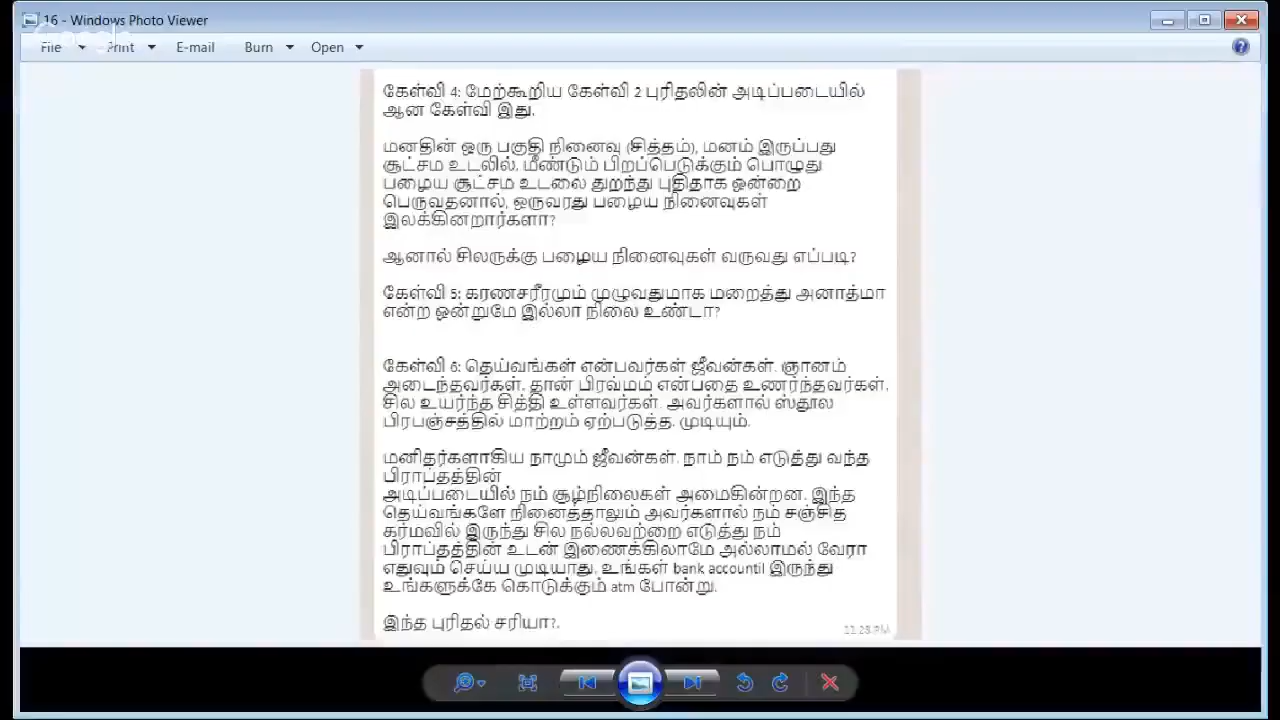 16 - Windows Photo Viewer
Google
File Print E-mail Burn Open
கேள்வி 4: மேற்கூறிய கேள்வி 2 புரிதலின் அடிப்படையில்
ஆன கேள்வி இது.
மனதின் ஒரு பகுதி நினைவு (சித்தம்), மனம் இருப்பது
சூட்சம உடலில், மீண்டும் பிறப்பெடுக்கும் பொழுது
பழைய சூட்சம உடலை துறந்து புதிதாக ஒன்றை
பெருவதனால், ஒருவரது பழைய நினைவுகள்
இலக்கினறார்களா?
ஆனால் சிலருக்கு பழைய நினைவுகள் வருவது எப்படி?
கேள்வி 5: கரணசரீரமும் முழுவதுமாக மறைத்து அனாத்மா
என்ற ஒன்றுமே இல்லா நிலை உண்டா?
கேள்வி 6: தெய்வங்கள் என்பவர்கள் ஜீவன்கள். ஞானம்
அடைந்தவர்கள், தான் பிரவ்மம் என்பதை உணர்ந்தவர்கள்,
சில உயர்ந்த சித்தி உள்ளவர்கள். அவர்களால் ஸ்தூல
பிரபஞ்சத்தில் மாற்றம் ஏற்படுத்த. முடியும்.
மனிதர்களாகிய நாமும் ஜீவன்கள். நாம் நம் எடுத்து வந்த
பிராப்தத்தின்
அடிப்படையில் நம் சூழ்நிலைகள் அமைகின்றன. இந்த
தெய்வங்களே நினைத்தாலும் அவர்களால் நம் சஞ்சித
கர்மவில் இருந்து சில நல்லவற்றை எடுத்து நம்
பிராப்தத்தின் உடன் இணைக்கிலாமே அல்லாமல் வேரா
எதுவும் செய்ய முடியாது. உங்கள் bank accountil இருந்து
உங்களுக்கே கொடுக்கும் atm போன்று.
இந்த புரிதல் சரியா?.
11:28 PM